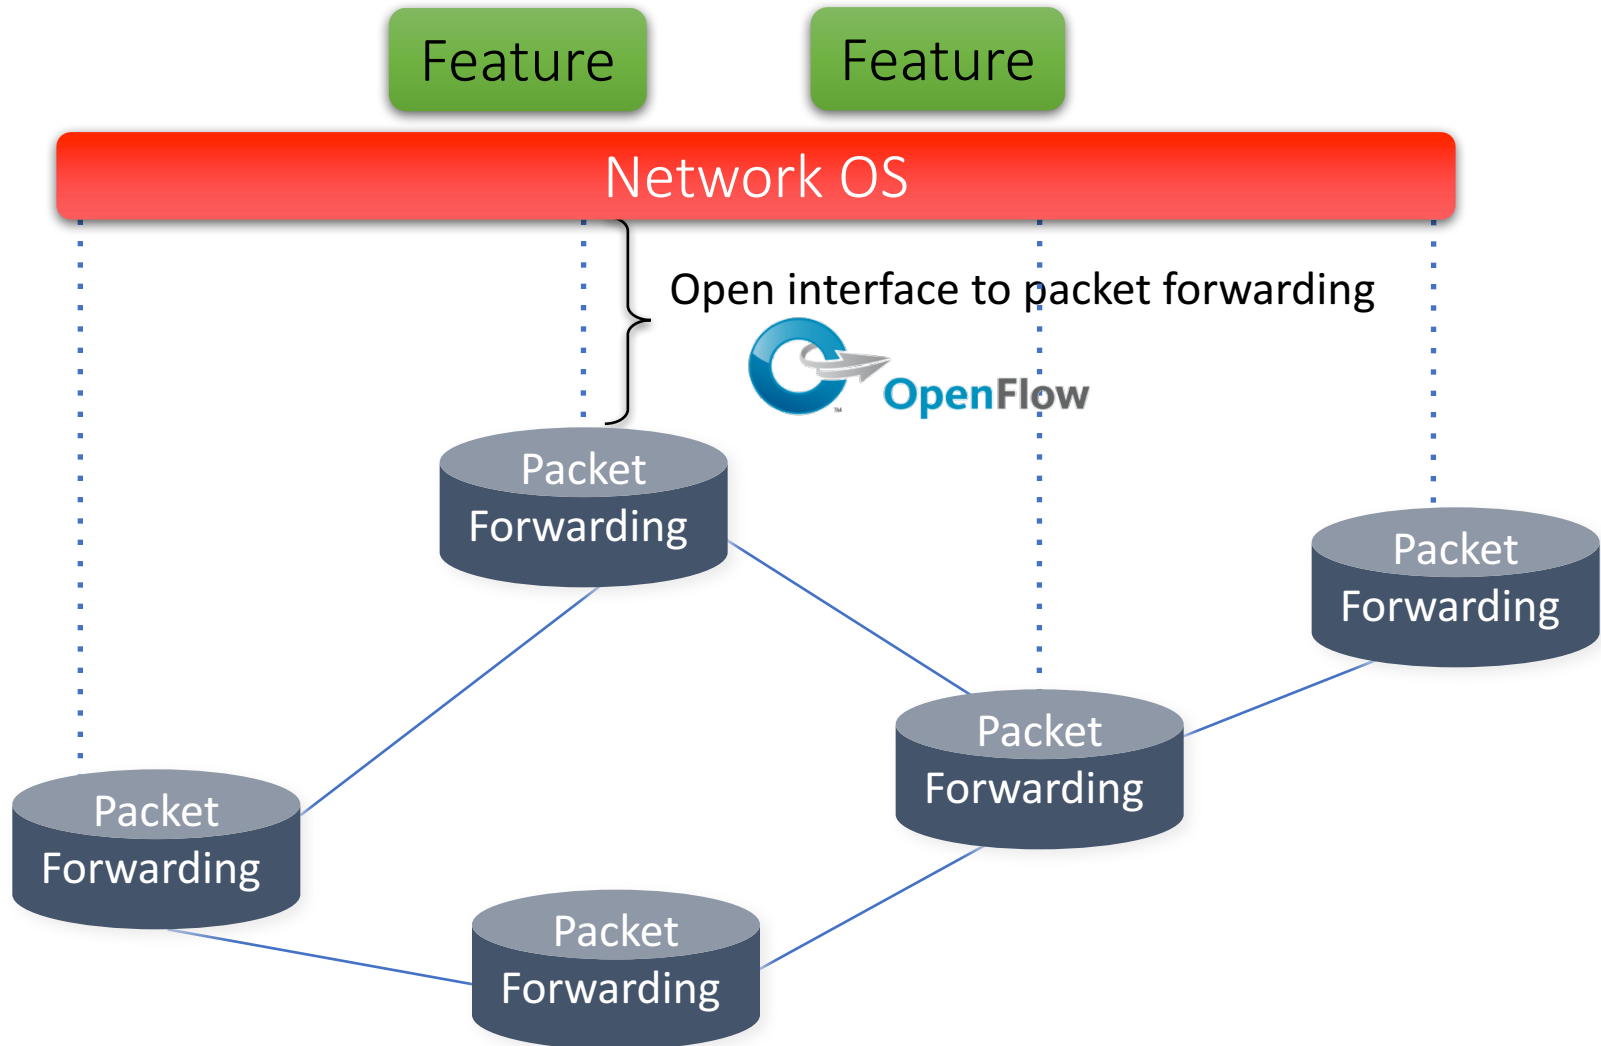 Feature
Feature
Network OS
Open interface to packet forwarding
OpenFlow
TM
Packet
Forwarding
Packet
Forwarding
Packet
Forwarding
Packet
Forwarding
Packet
Forwarding